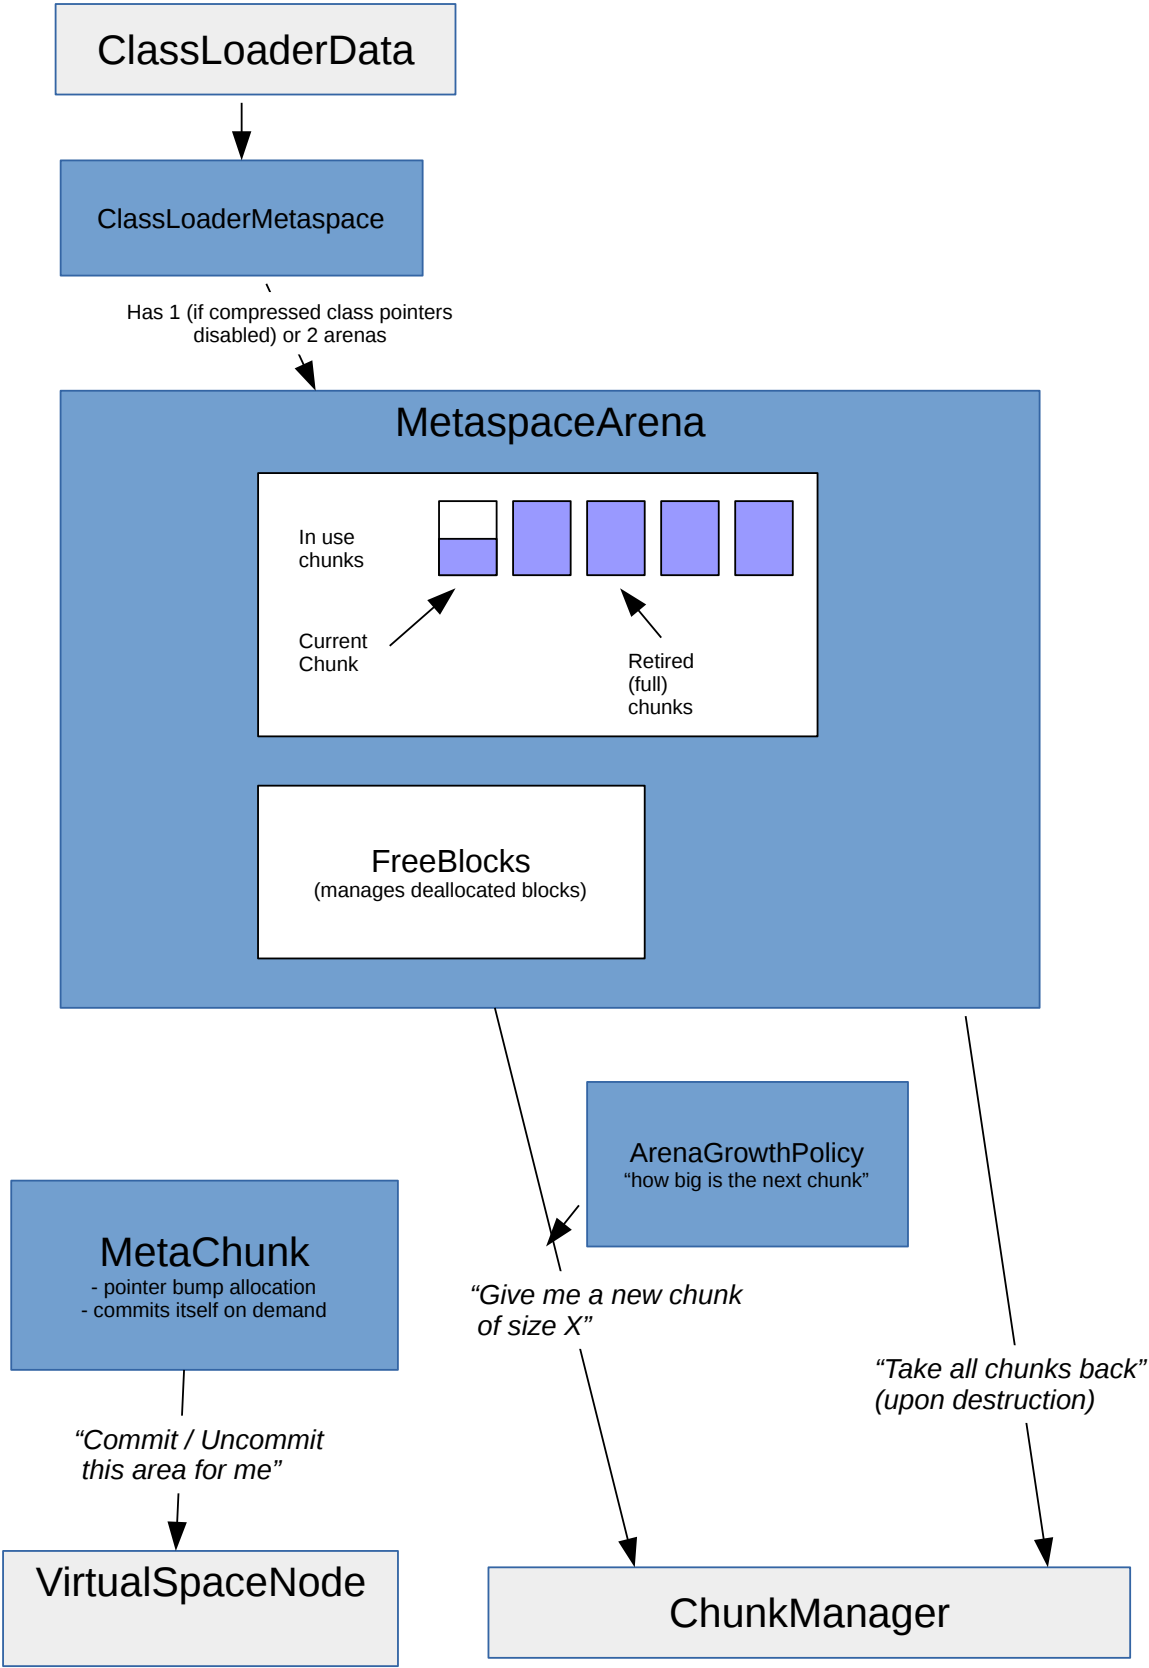 ClassLoaderData
ClassLoaderMetaspace
Has 1 (if compressed class pointers
disabled) or 2 arenas
MetaspaceArena
In use
chunks
Current
Chunk
Retired
(full)
chunks
FreeBlocks
(manages deallocated blocks)
ArenaGrowthPolicy
“how big is the next chunk”
MetaChunk
- pointer bump allocation
- commits itself on demand
“Give me a new chunk
of size X”
“Take all chunks back”
(upon destruction)
“Commit / Uncommit
this area for me”
VirtualSpaceNode
ChunkManager